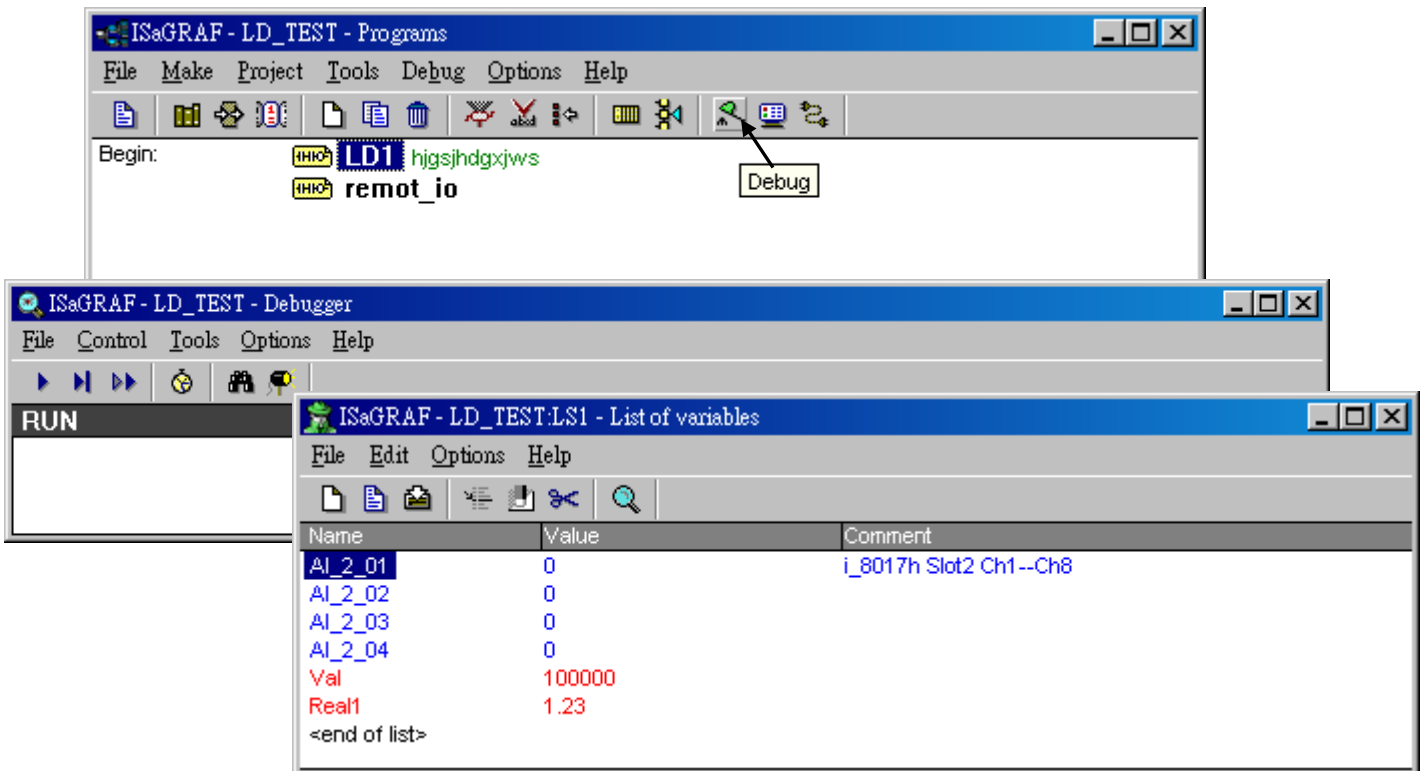 ISaGRAF - LD_TEST - Programs
File Make Project Tools Debug Options Help
Begin: LD1 hjgsjhdgxjws
remot_io
Debug
ISaGRAF - LD_TEST - Debugger
File Control Tools Options Help
RUN
ISaGRAF - LD_TEST:LS1 - List of variables
File Edit Options Help
Name Value Comment
AI_2_01 0 i_8017h Slot2 Ch1--Ch8
AI_2_02 0
AI_2_03 0
AI_2_04 0
Val 100000
Real1 1.23
<end of list>